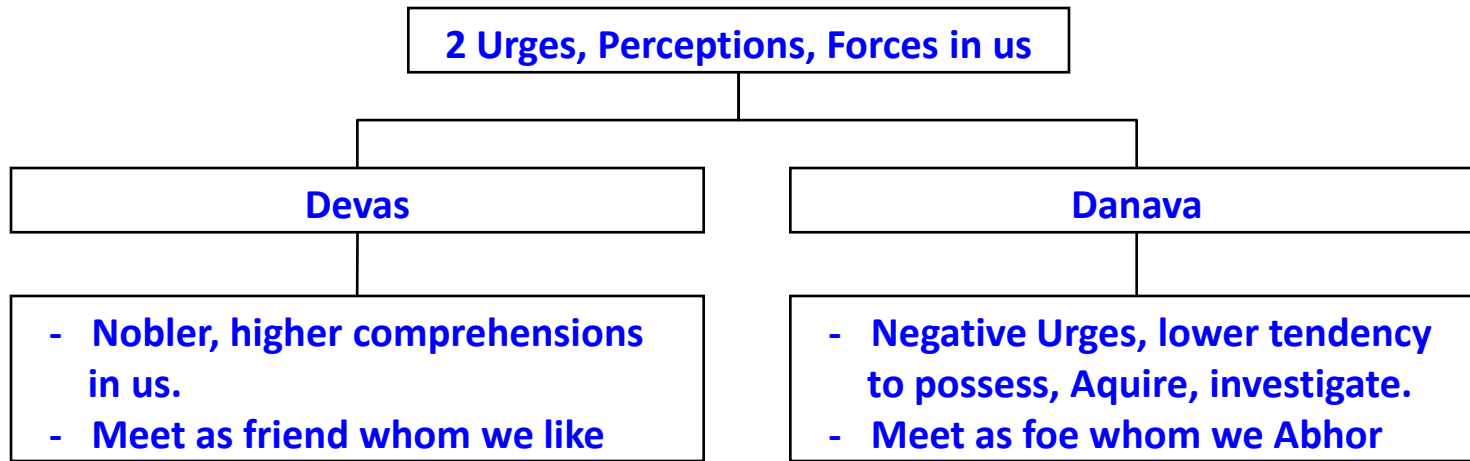 2 Urges, Perceptions, Forces in us
Devas
Danava
- Nobler, higher comprehensions
in us.
- Meet as friend whom we like
- Negative Urges, lower tendency
to possess, Aquire, investigate.
- Meet as foe whom we Abhor